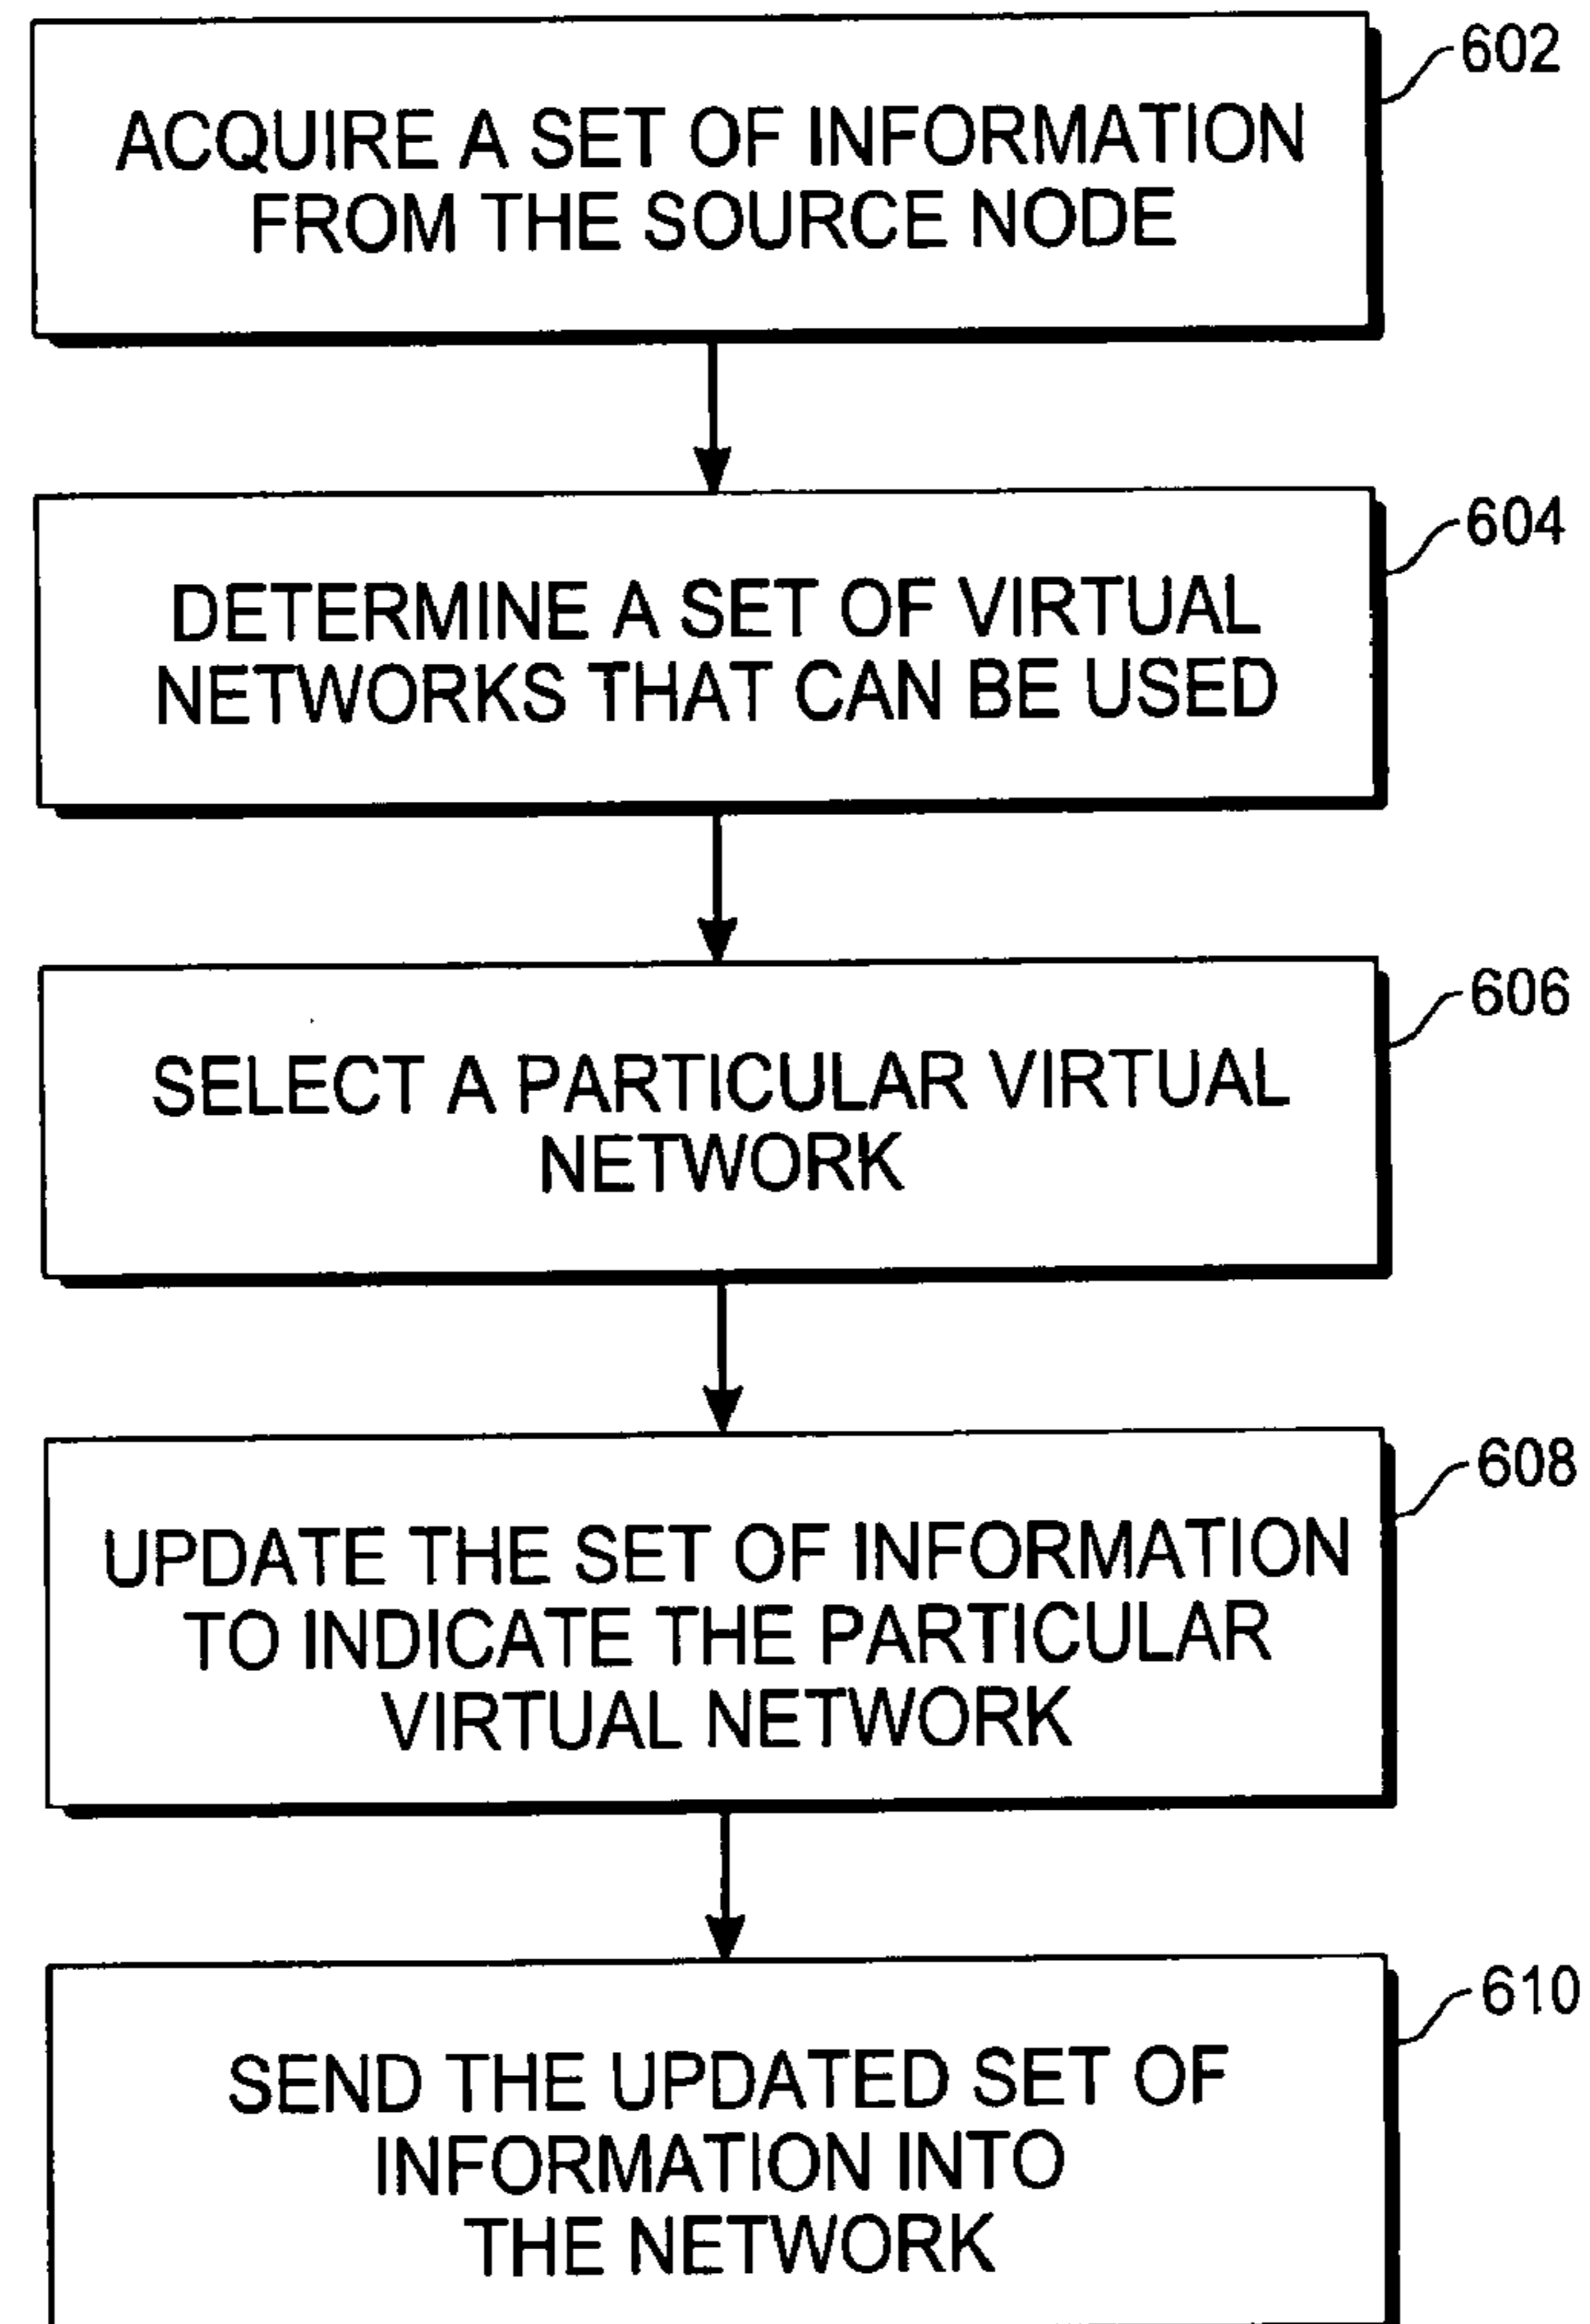 602
ACQUIRE A SET OF INFORMATION
FROM THE SOURCE NODE
604
DETERMINE A SET OF VIRTUAL
NETWORKS THAT CAN BE USED
606
SELECT A PARTICULAR VIRTUAL
NETWORK
608
UPDATE THE SET OF INFORMATION
TO INDICATE THE PARTICULAR
VIRTUAL NETWORK
610
SEND THE UPDATED SET OF
INFORMATION INTO
THE NETWORK